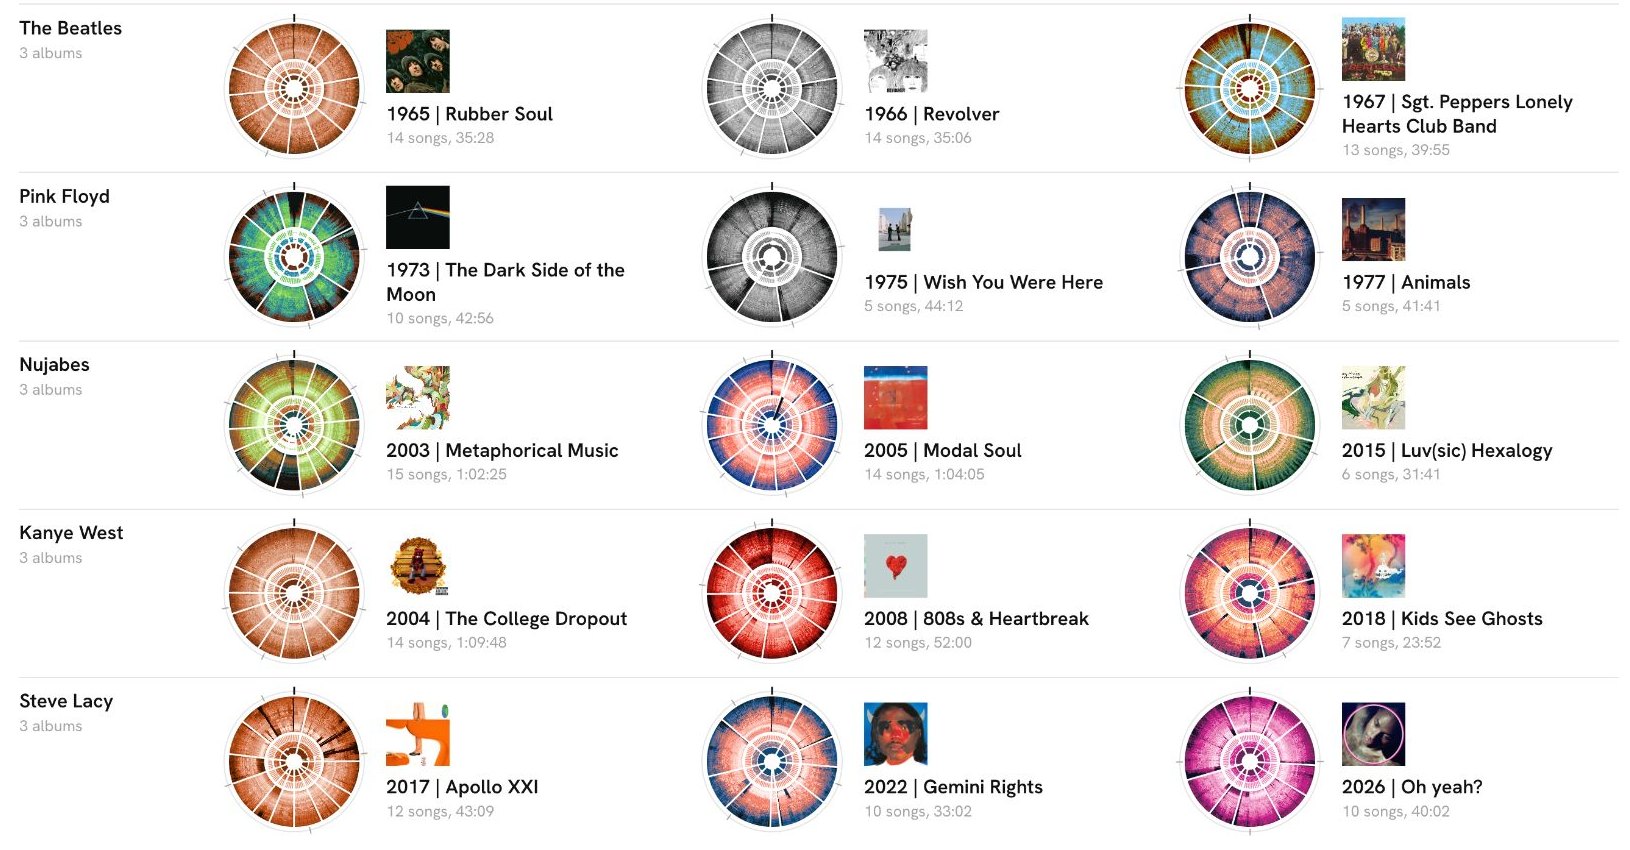 The Beatles
3 albums
1965 | Rubber Soul
14 songs, 35:28
1966 | Revolver
14 songs, 35:06
1967 | Sgt. Peppers Lonely
Hearts Club Band
13 songs, 39:55
Pink Floyd
3 albums
1973 | The Dark Side of the
Moon
10 songs, 42:56
1975 | Wish You Were Here
5 songs, 44:12
1977 | Animals
5 songs, 41:41
Nujabes
3 albums
2003 | Metaphorical Music
15 songs, 1:02:25
2005 | Modal Soul
14 songs, 1:04:05
2015 | Luv(sic) Hexalogy
6 songs, 31:41
Kanye West
3 albums
2004 | The College Dropout
14 songs, 1:09:48
2008 | 808s & Heartbreak
12 songs, 52:00
2018 | Kids See Ghosts
7 songs, 23:52
Steve Lacy
3 albums
2017 | Apollo XXI
12 songs, 43:09
2022 | Gemini Rights
10 songs, 33:02
2026 | Oh yeah?
10 songs, 40:02